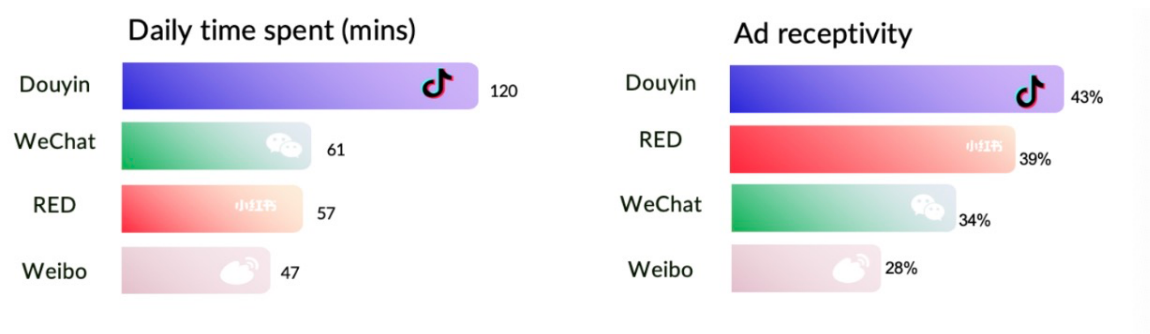 Daily time spent (mins)
Douyin
120
WeChat
61
RED
小红书
57
Weibo
47
Ad receptivity
Douyin
43%
RED
小红书
39%
WeChat
34%
Weibo
28%